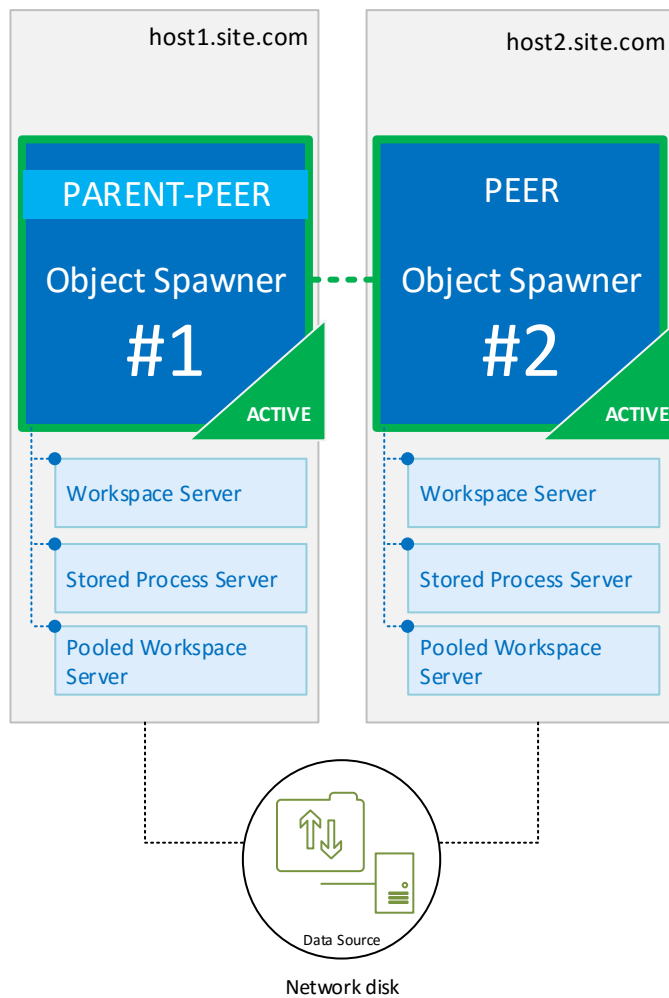 host1.site.com
PARENT-PEER
Object Spawner
#1
ACTIVE
Workspace Server
Stored Process Server
Pooled Workspace
Server
host2.site.com
PEER
Object Spawner
#2
ACTIVE
Workspace Server
Stored Process Server
Pooled Workspace
Server
Data Source
Network disk